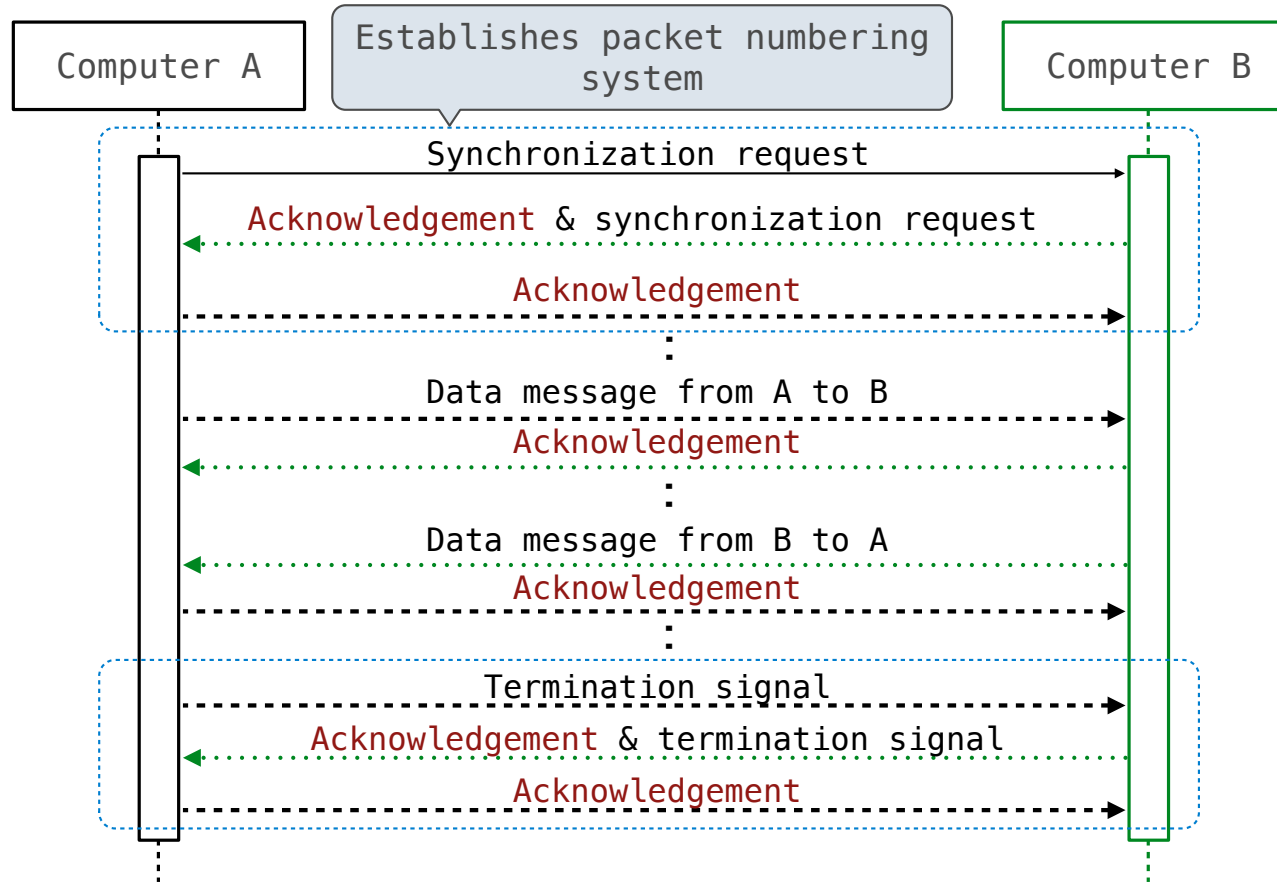 Establishes packet numbering
system
Computer A
Computer B
Synchronization request
Acknowledgement & synchronization request
Acknowledgement
:
Data message from A to B
Acknowledgement
:
Data message from B to A
Acknowledgement
:
Termination signal
Acknowledgement & termination signal
Acknowledgement